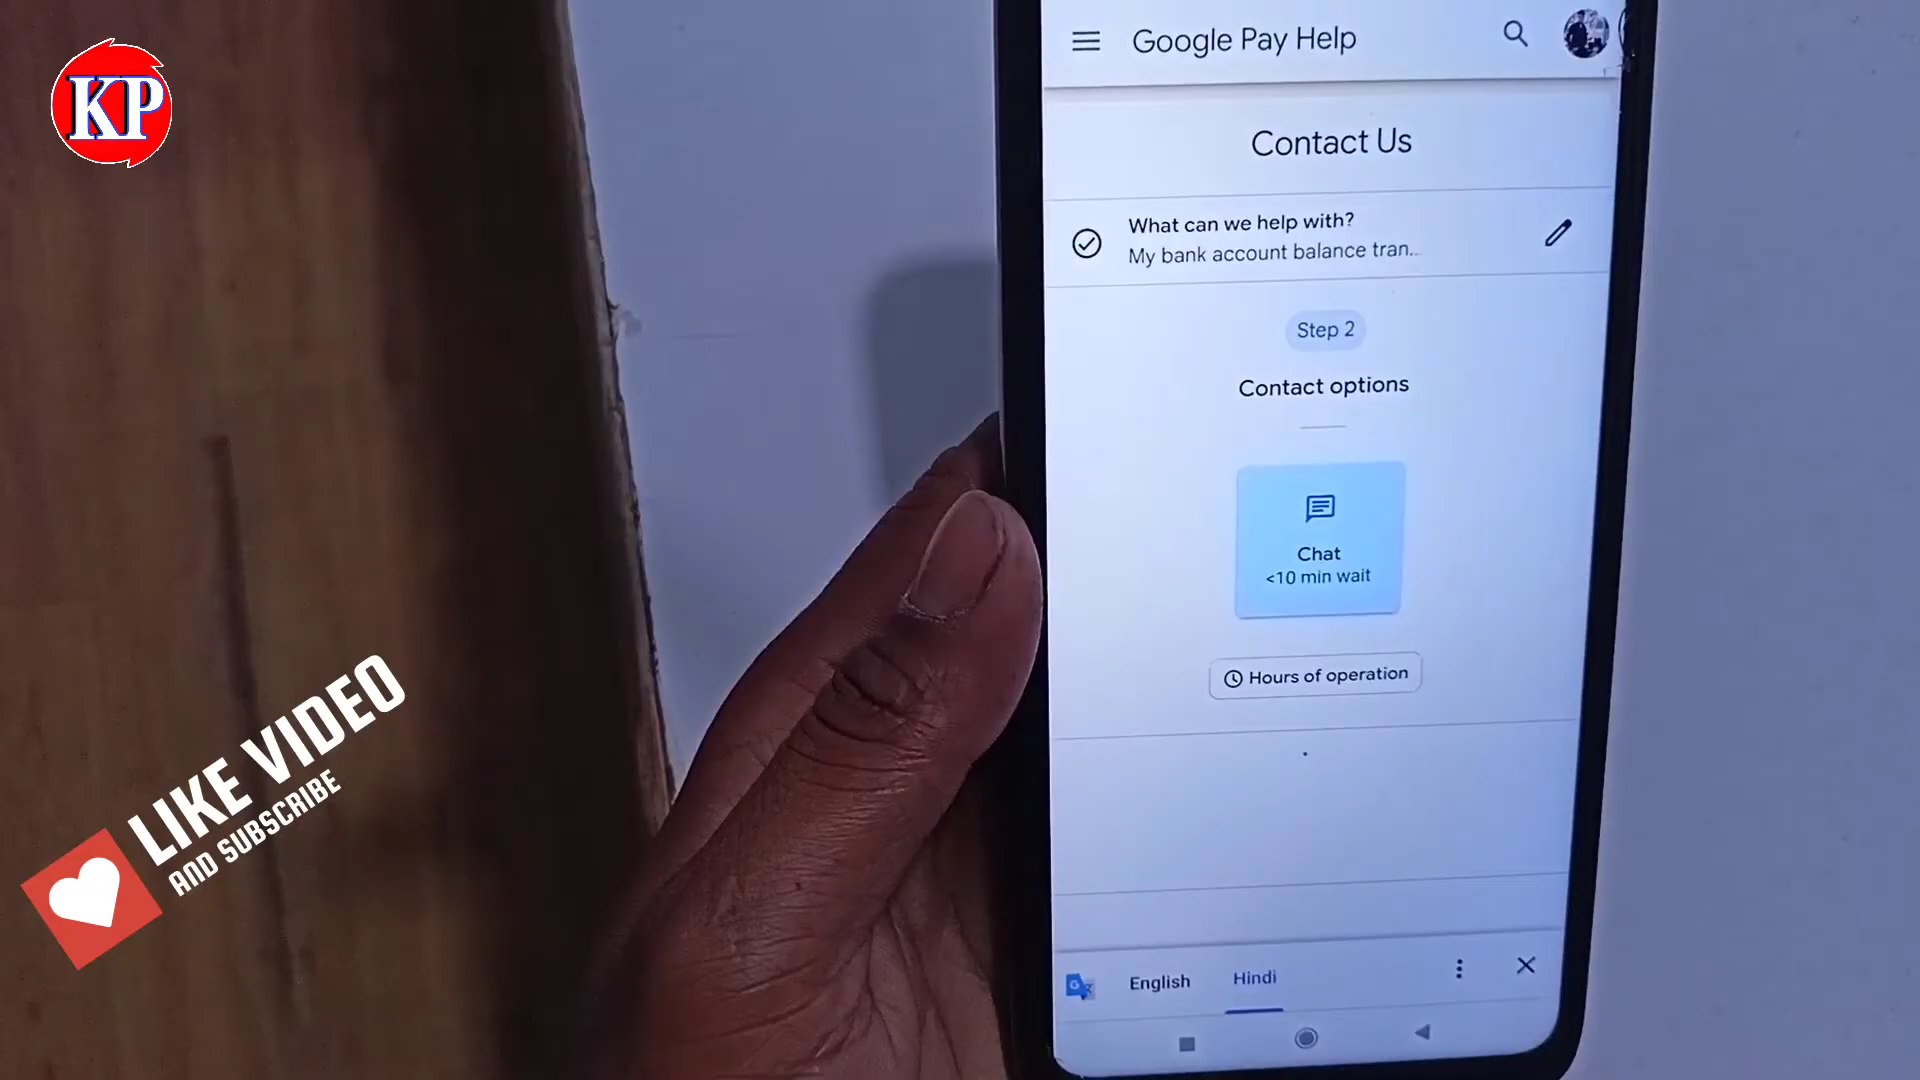 KP
Google Pay Help
Contact Us
What can we help with?
My bank account balance tran...
Step 2
Contact options
Chat
<10 min wait
Hours of operation
LIKE VIDEO
AND SUBSCRIBE
English Hindi